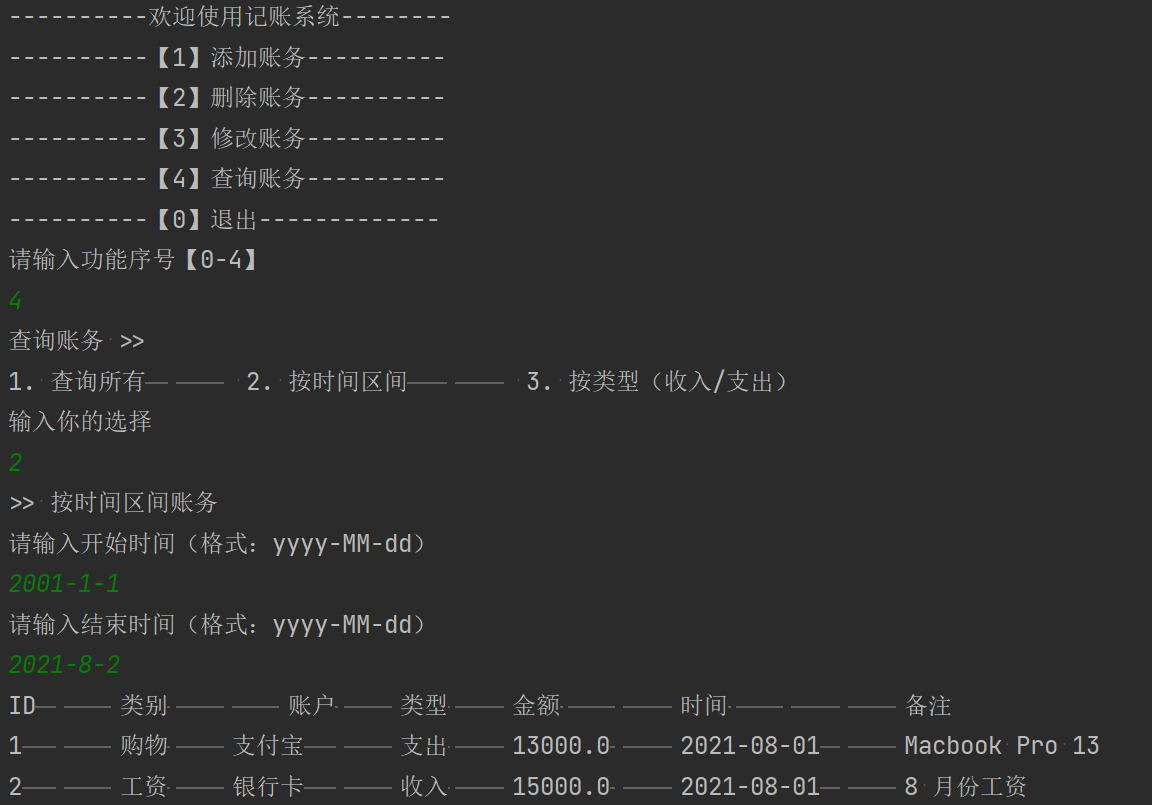 ----------欢迎使用记账系统--------
----------【1】添加账务----------
----------【2】删除账务----------
----------【3】修改账务----------
----------【4】查询账务----------
----------【0】退出-------------
请输入功能序号【0-4】
4
查询账务 >>
1. 查询所有 2. 按时间区间 3. 按类型（收入/支出）
输入你的选择
2
>> 按时间区间账务
请输入开始时间（格式：yyyy-MM-dd）
2001-1-1
请输入结束时间（格式：yyyy-MM-dd）
2021-8-2
ID 类别 账户 类型 金额 时间 备注
1 购物 支付宝 支出 13000.0 2021-08-01 Macbook Pro 13
2 工资 银行卡 收入 15000.0 2021-08-01 8 月份工资